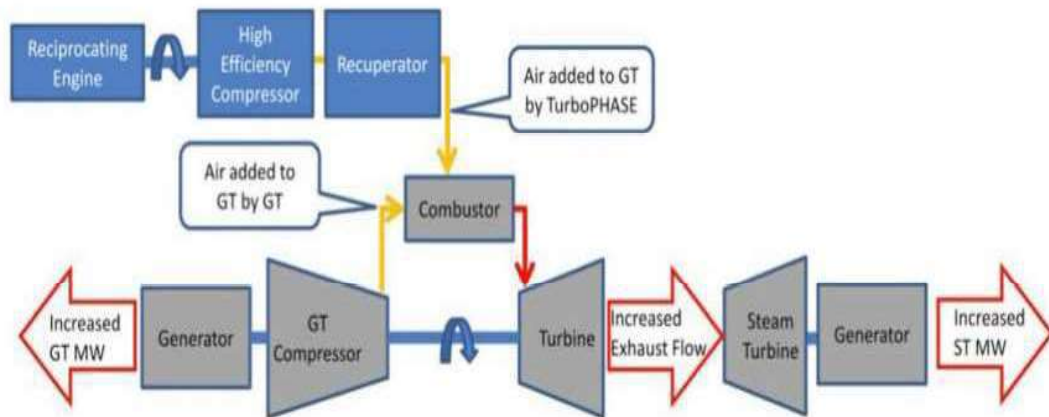 Reciprocating
Engine
High
Efficiency
Compressor
Recuperator
Air added to GT
by TurboPHASE
Air added to
GT by GT
Combustor
Increased
GT MW
Generator
GT
Compressor
Turbine
Increased
Exhaust Flow
Steam
Turbine
Generator
Increased
ST MW